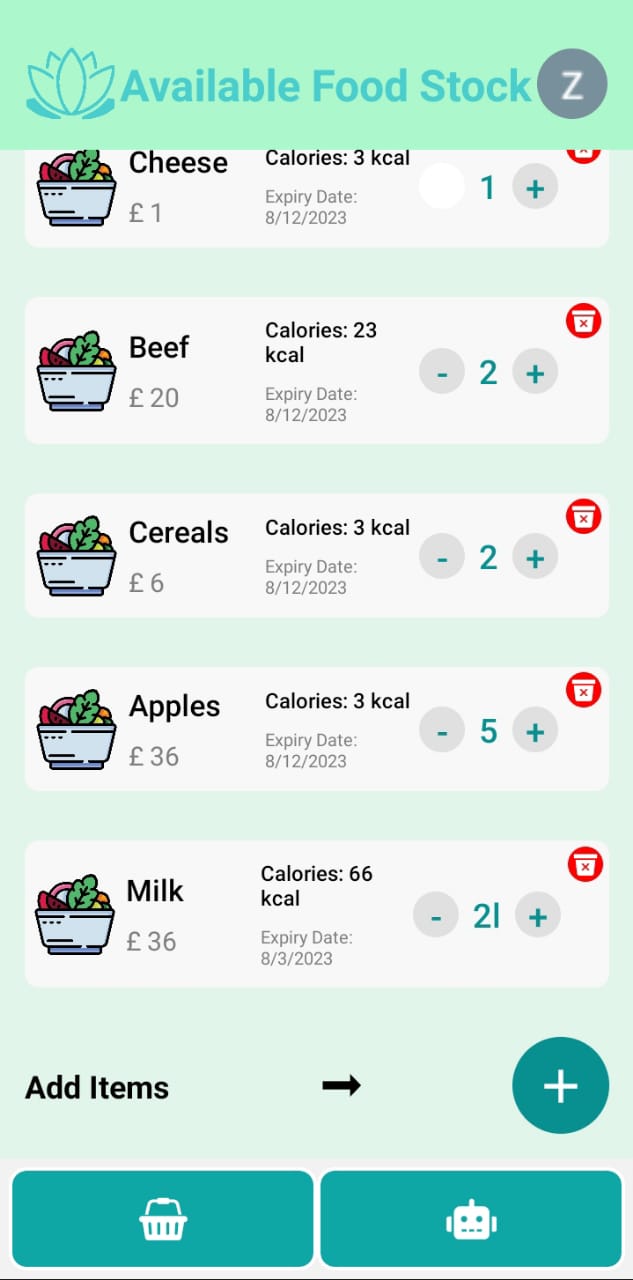 Available Food Stock
Z
Cheese
£ 1
Calories: 3 kcal
Expiry Date:
8/12/2023
1 +
Beef
£ 20
Calories: 23
kcal
Expiry Date:
8/12/2023
- 2 +
Cereals
£ 6
Calories: 3 kcal
Expiry Date:
8/12/2023
- 2 +
Apples
£ 36
Calories: 3 kcal
Expiry Date:
8/12/2023
- 5 +
Milk
£ 36
Calories: 66
kcal
Expiry Date:
8/3/2023
- 2l +
Add Items
+